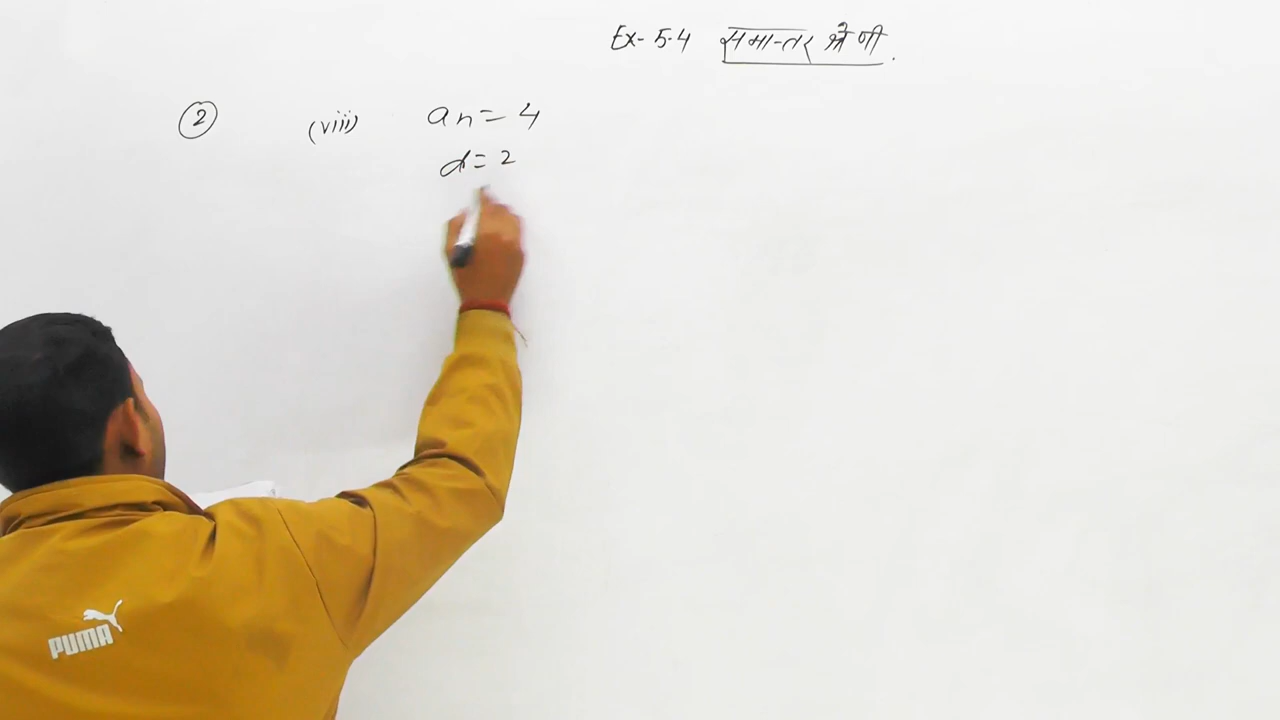 Ex- 5.4 समान्तर श्रेणी.
② (viii) an = 4
d = 2
PUMA